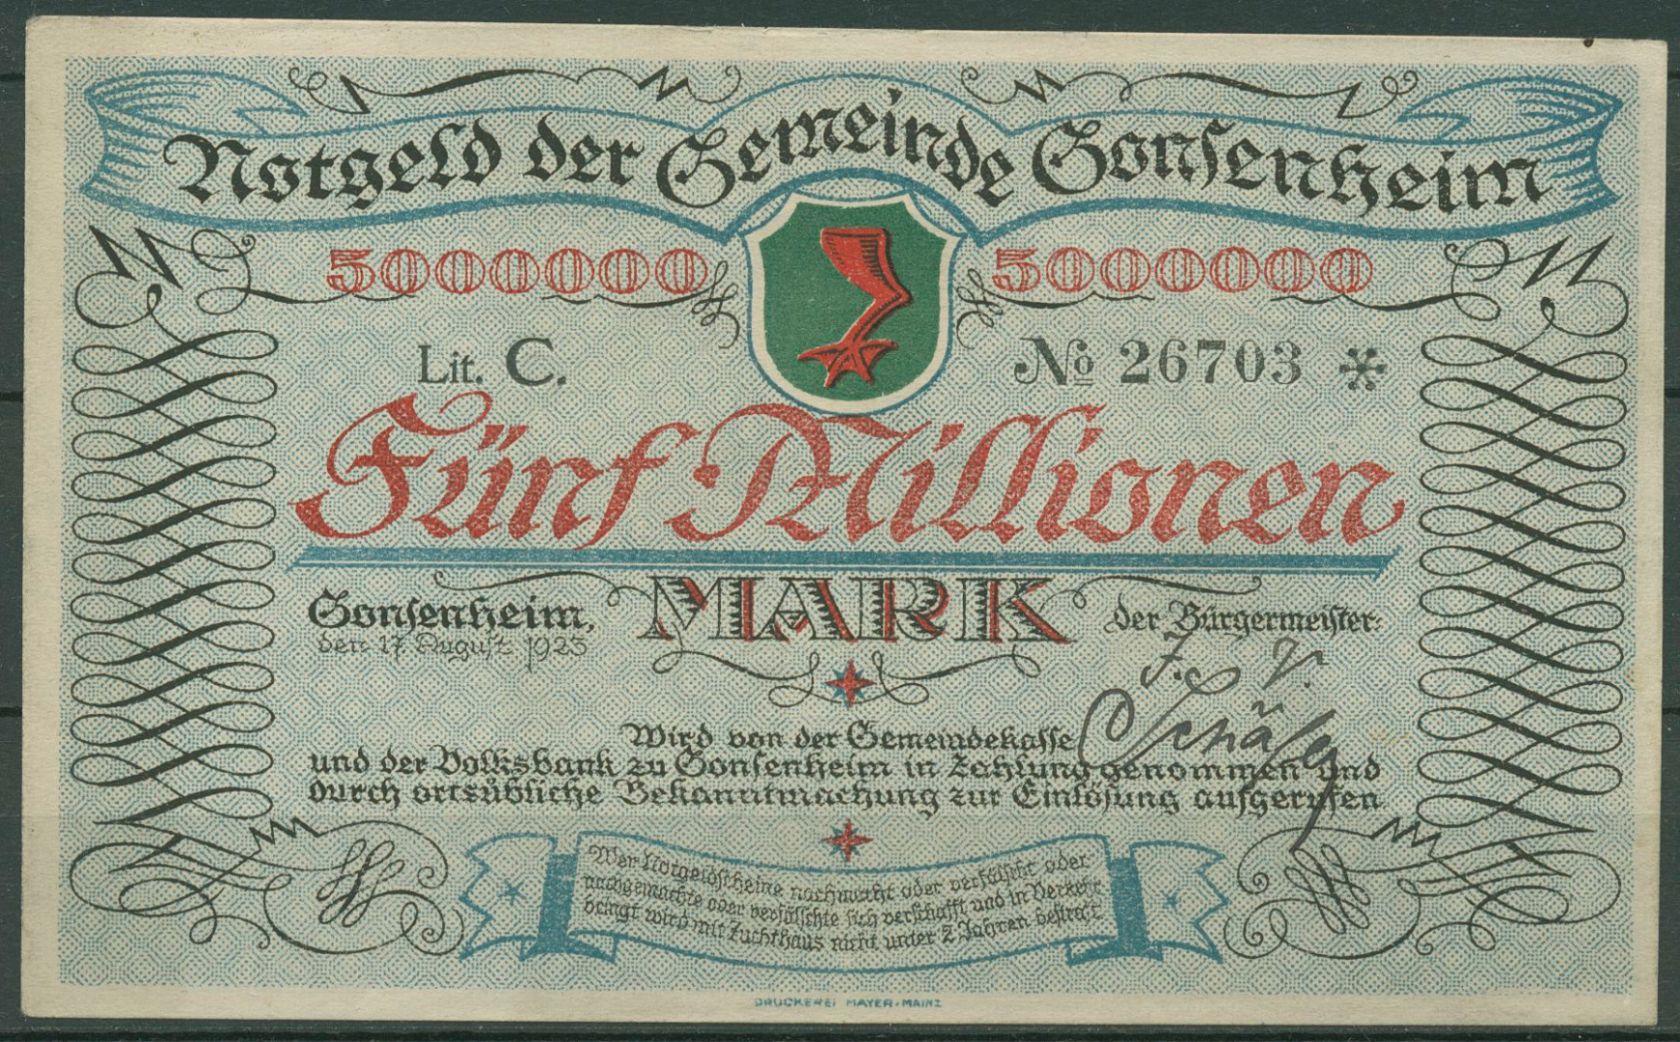 Notgeld der Gemeinde Gonsenheim
5000000 5000000
Lit. C. No 26703 *
Fünf Millionen
MARK
Gonsenheim,
den 17. August 1923
der Bürgermeister:
J. V.
Schäfer
Wird von der Gemeindekasse
und der Volksbank zu Gonsenheim in Zahlung genommen und
durch ortsübliche Bekanntmachung zur Einlösung aufgerufen
Wer Notgeldscheine nachmacht oder verfälscht oder
nachgemachte oder verfälschte sich verschafft und in Verkehr
bringt wird mit Zuchthaus nicht unter 2 Jahren bestraft.
DRUCKEREI MAYER-MAINZ